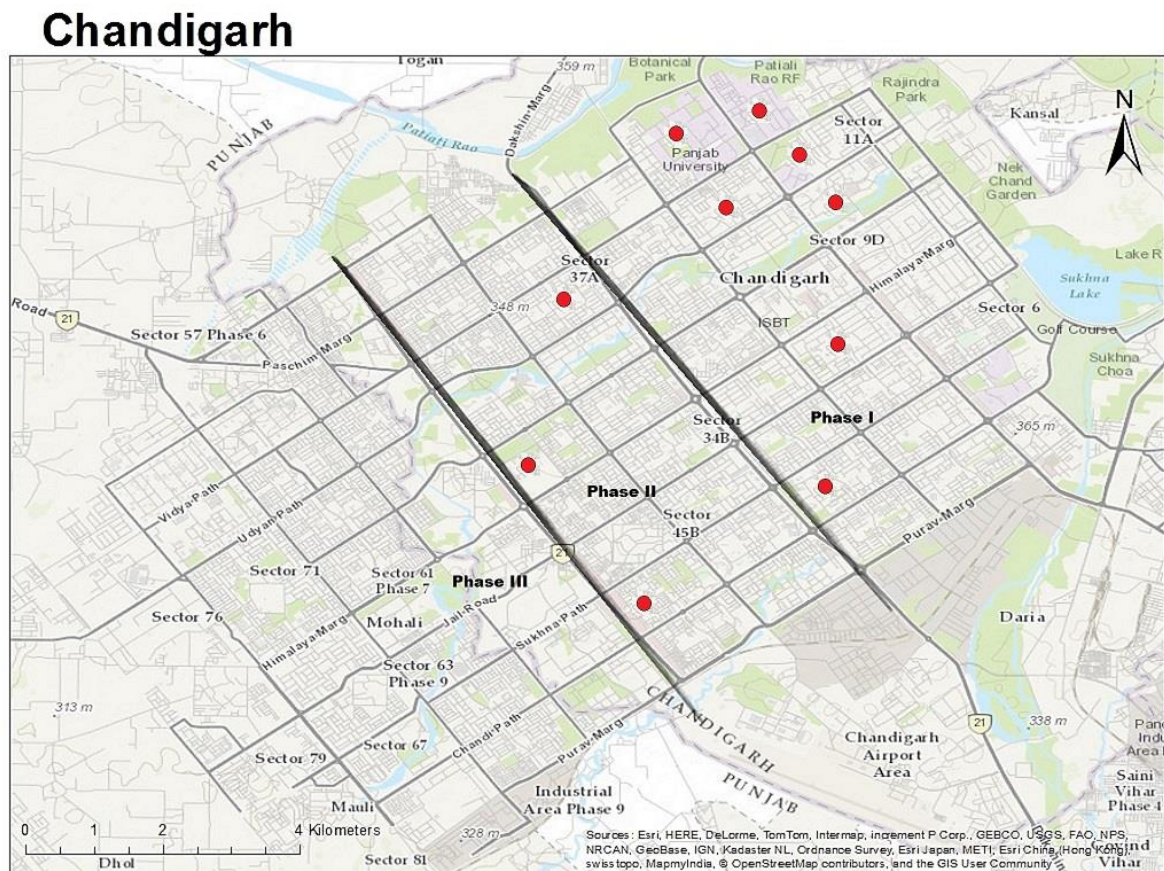 Chandigarh
Togan
359 m
Botanical
Park
Patiali
Rao RF
Rajindra
Park
Kansal
N
PUNJAB
Patiati Rao
Dakshin-Marg
Sector
11A
Panjab
University
Nek
Chand
Garden
Sector 9D
Lake R
Sukhna
Lake
Sector
37A
Chandigarh
Himalaya-Marg
Sector 6
348 m
Road
21
Sector 57 Phase 6
Paschim-Marg
ISBT
Golf Course
Sukhna
Choa
Sector
34B
Phase I
365 m
Vidya-Path
Udyan-Path
Phase II
Sector
45B
Purav-Marg
21
Sector 71
Sector 61
Phase 7
Phase III
Sector 76
Mohali
Jail-Road
Sukhna-Path
Daria
Himalaya-Marg
Sector 63
Phase 9
313 m
CHANDIGARH
PUNJAB
21
338 m
Sector 67
Chandi-Path
Purav-Marg
Chandigarh
Airport
Area
Panc
Indu
Area
Sector 79
Mauli
Industrial
Area Phase 9
Saini
Vihar
Phase 4
0 1 2 4 Kilometers
328 m
Dhol
Sector 81
Govind
Vihar
Sources: Esri, HERE, DeLorme, TomTom, Intermap, increment P Corp., GEBCO, USGS, FAO, NPS,
NRCAN, GeoBase, IGN, Kadaster NL, Ordnance Survey, Esri Japan, METI, Esri China (Hong Kong),
swisstopo, MapmyIndia, © OpenStreetMap contributors, and the GIS User Community